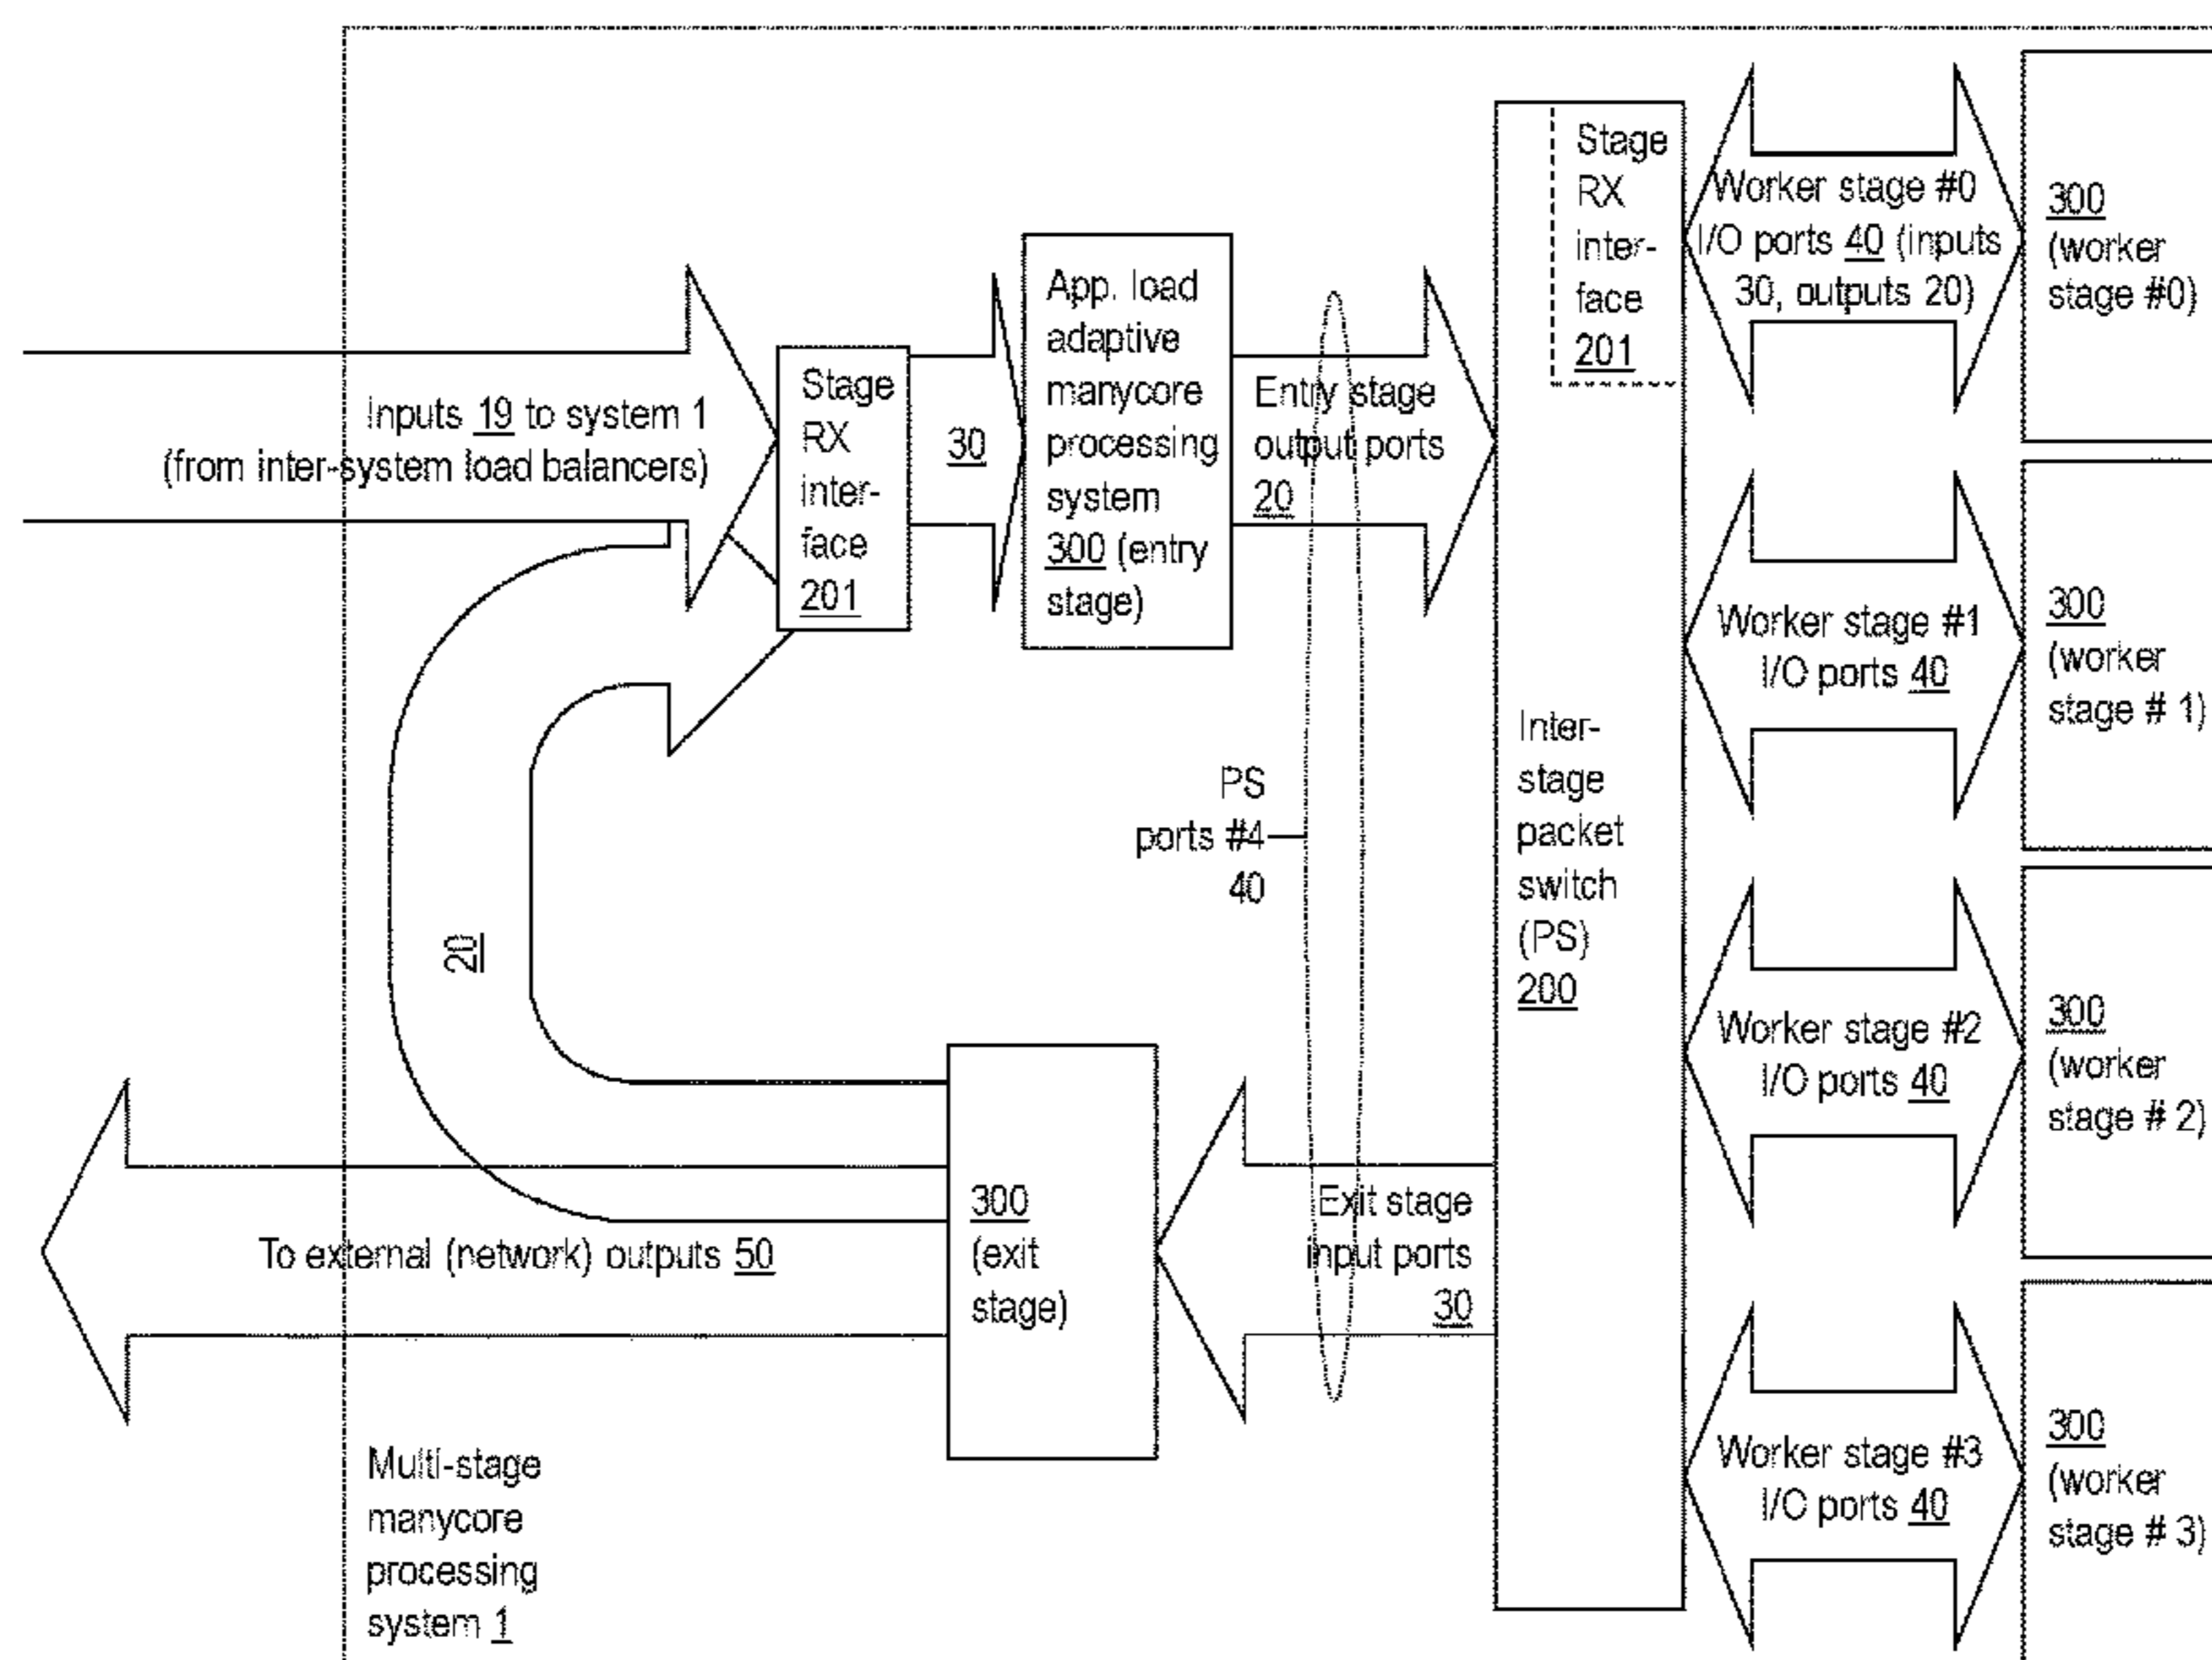 Inputs 19 to system 1
(from inter-system load balancers)
Stage
RX
inter-
face
201
30
App. load
adaptive
manycore
processing
system
300 (entry
stage)
Entry stage
output ports
20
Stage
RX
inter-
face
201
Worker stage #0
I/O ports 40 (inputs
30, outputs 20)
300
(worker
stage #0)
Worker stage #1
I/O ports 40
300
(worker
stage # 1)
PS
ports #4
40
Inter-
stage
packet
switch
(PS)
200
20
Worker stage #2
I/O ports 40
300
(worker
stage # 2)
To external (network) outputs 50
300
(exit
stage)
Exit stage
input ports
30
Worker stage #3
I/O ports 40
300
(worker
stage # 3)
Multi-stage
manycore
processing
system 1